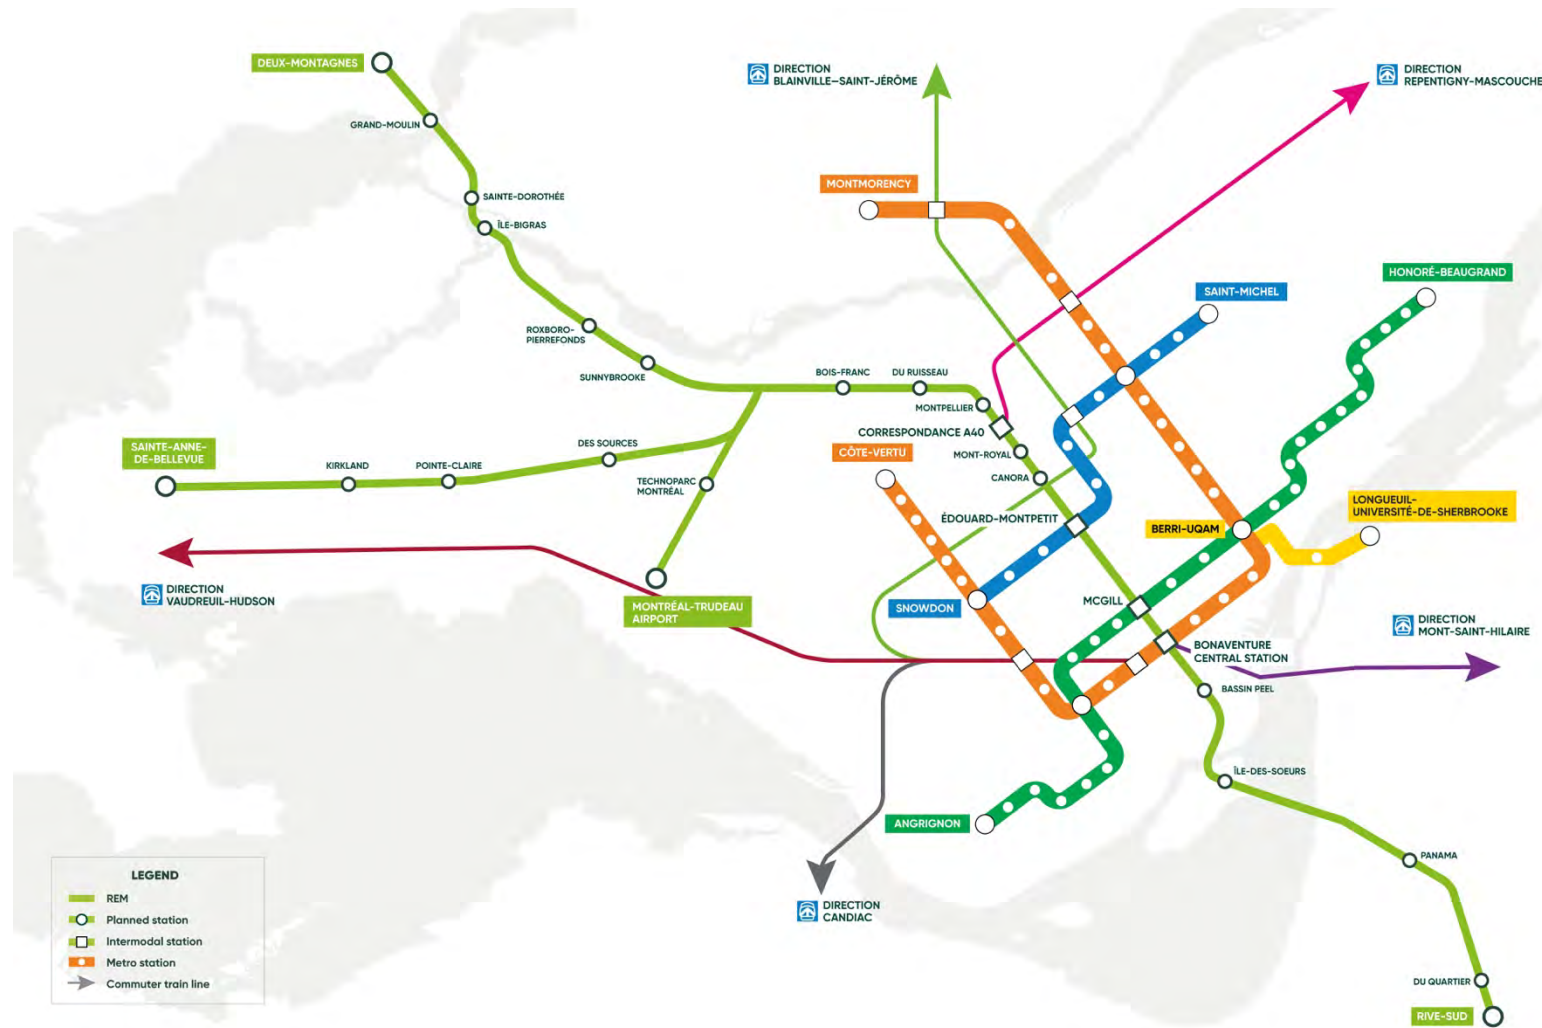 DEUX-MONTAGNES
GRAND-MOULIN
SAINTE-DOROTHÉE
ÎLE-BIGRAS
ROXBORO-
PIERREFONDS
SUNNYBROOKE
DIRECTION
BLAINVILLE–SAINT-JÉRÔME
DIRECTION
REPENTIGNY-MASCOUCHE
MONTMORENCY
SAINT-MICHEL
HONORÉ-BEAUGRAND
BOIS-FRANC
DU RUISSEAU
MONTPELLIER
CORRESPONDANCE A40
MONT-ROYAL
CANORA
CÔTE-VERTU
SAINTE-ANNE-
DE-BELLEVUE
KIRKLAND
POINTE-CLAIRE
DES SOURCES
TECHNOPARC
MONTRÉAL
ÉDOUARD-MONTPETIT
BERRI-UQAM
LONGUEUIL-
UNIVERSITÉ-DE-SHERBROOKE
DIRECTION
VAUDREUIL-HUDSON
MONTRÉAL-TRUDEAU
AIRPORT
SNOWDON
MCGILL
BONAVENTURE
CENTRAL STATION
DIRECTION
MONT-SAINT-HILAIRE
BASSIN PEEL
ÎLE-DES-SOEURS
ANGRIGNON
PANAMA
DIRECTION
CANDIAC
DU QUARTIER
RIVE-SUD
LEGEND
REM
Planned station
Intermodal station
Metro station
Commuter train line